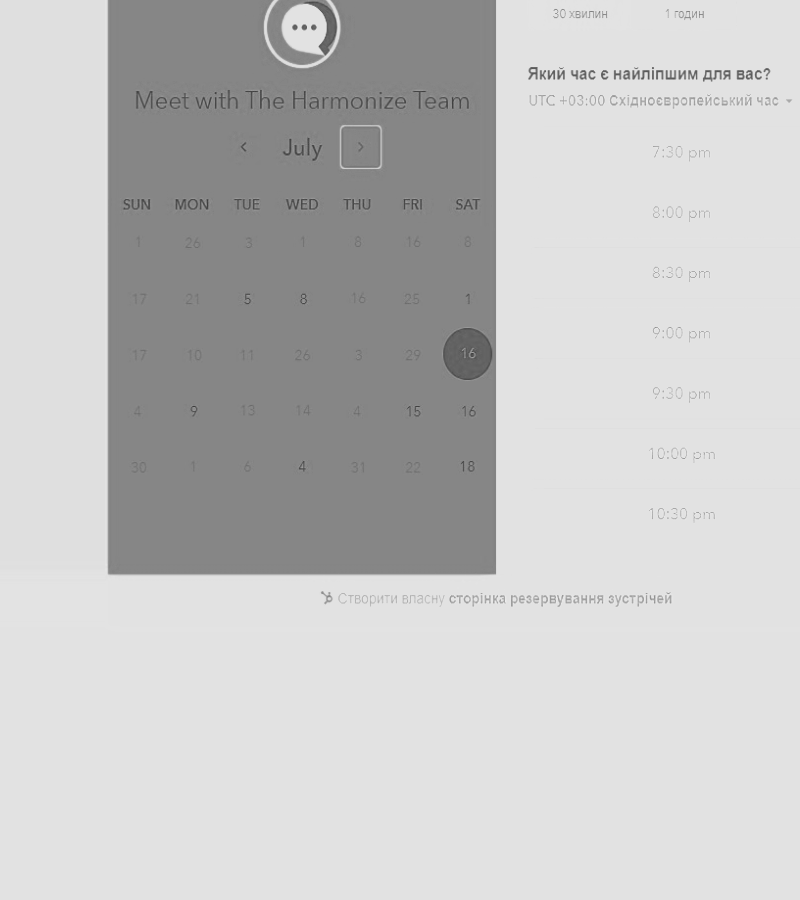 30 хвилин 1 годин
Який час є найліпшим для вас?
UTC +03:00 Східноєвропейський час
Meet with The Harmonize Team
July
SUN MON TUE WED THU FRI SAT
1 26 3 1 8 16 8
17 21 5 8 16 25 1
17 10 11 26 3 29 16
4 9 13 14 4 15 16
30 1 6 4 31 22 18
7:30 pm
8:00 pm
8:30 pm
9:00 pm
9:30 pm
10:00 pm
10:30 pm
Створити власну сторінка резервування зустрічей